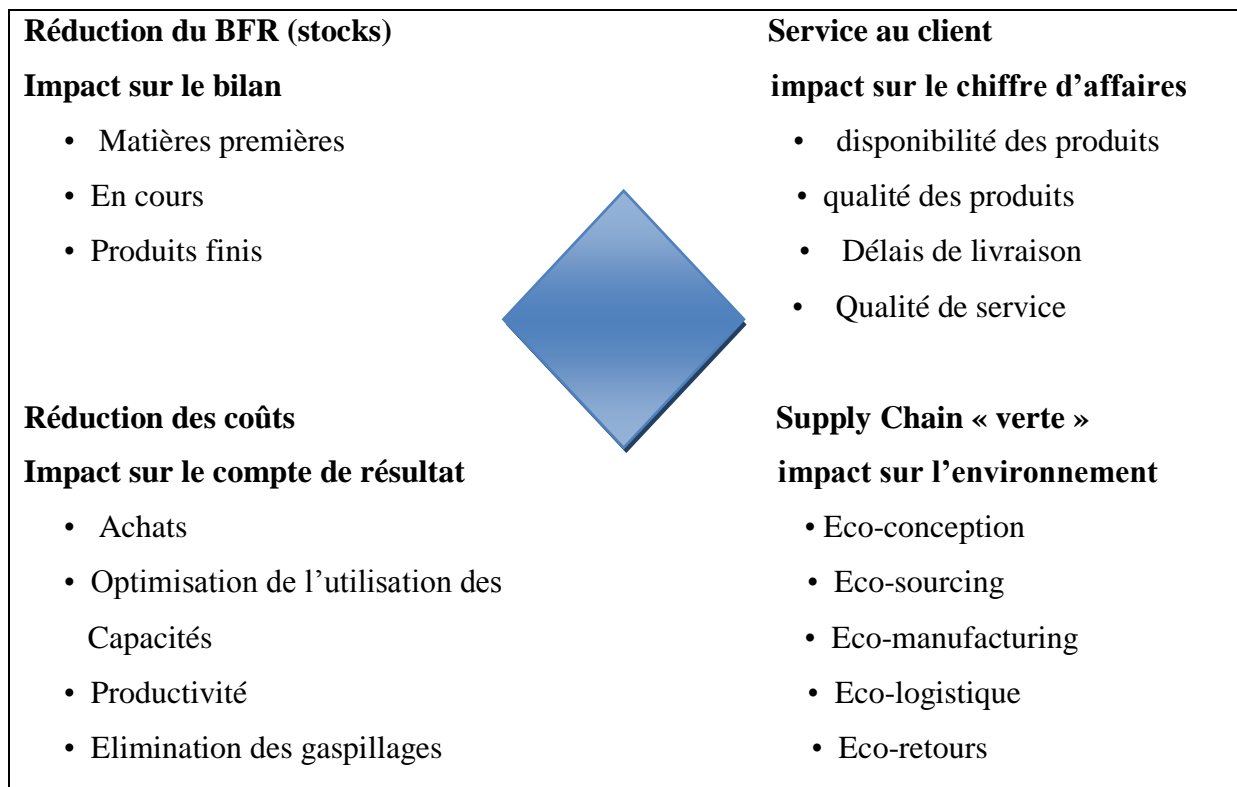 Réduction du BFR (stocks)
Impact sur le bilan
• Matières premières
• En cours
• Produits finis
Service au client
impact sur le chiffre d’affaires
• disponibilité des produits
• qualité des produits
• Délais de livraison
• Qualité de service
Réduction des coûts
Impact sur le compte de résultat
• Achats
• Optimisation de l’utilisation des
Capacités
• Productivité
• Elimination des gaspillages
Supply Chain « verte »
impact sur l’environnement
• Eco-conception
• Eco-sourcing
• Eco-manufacturing
• Eco-logistique
• Eco-retours